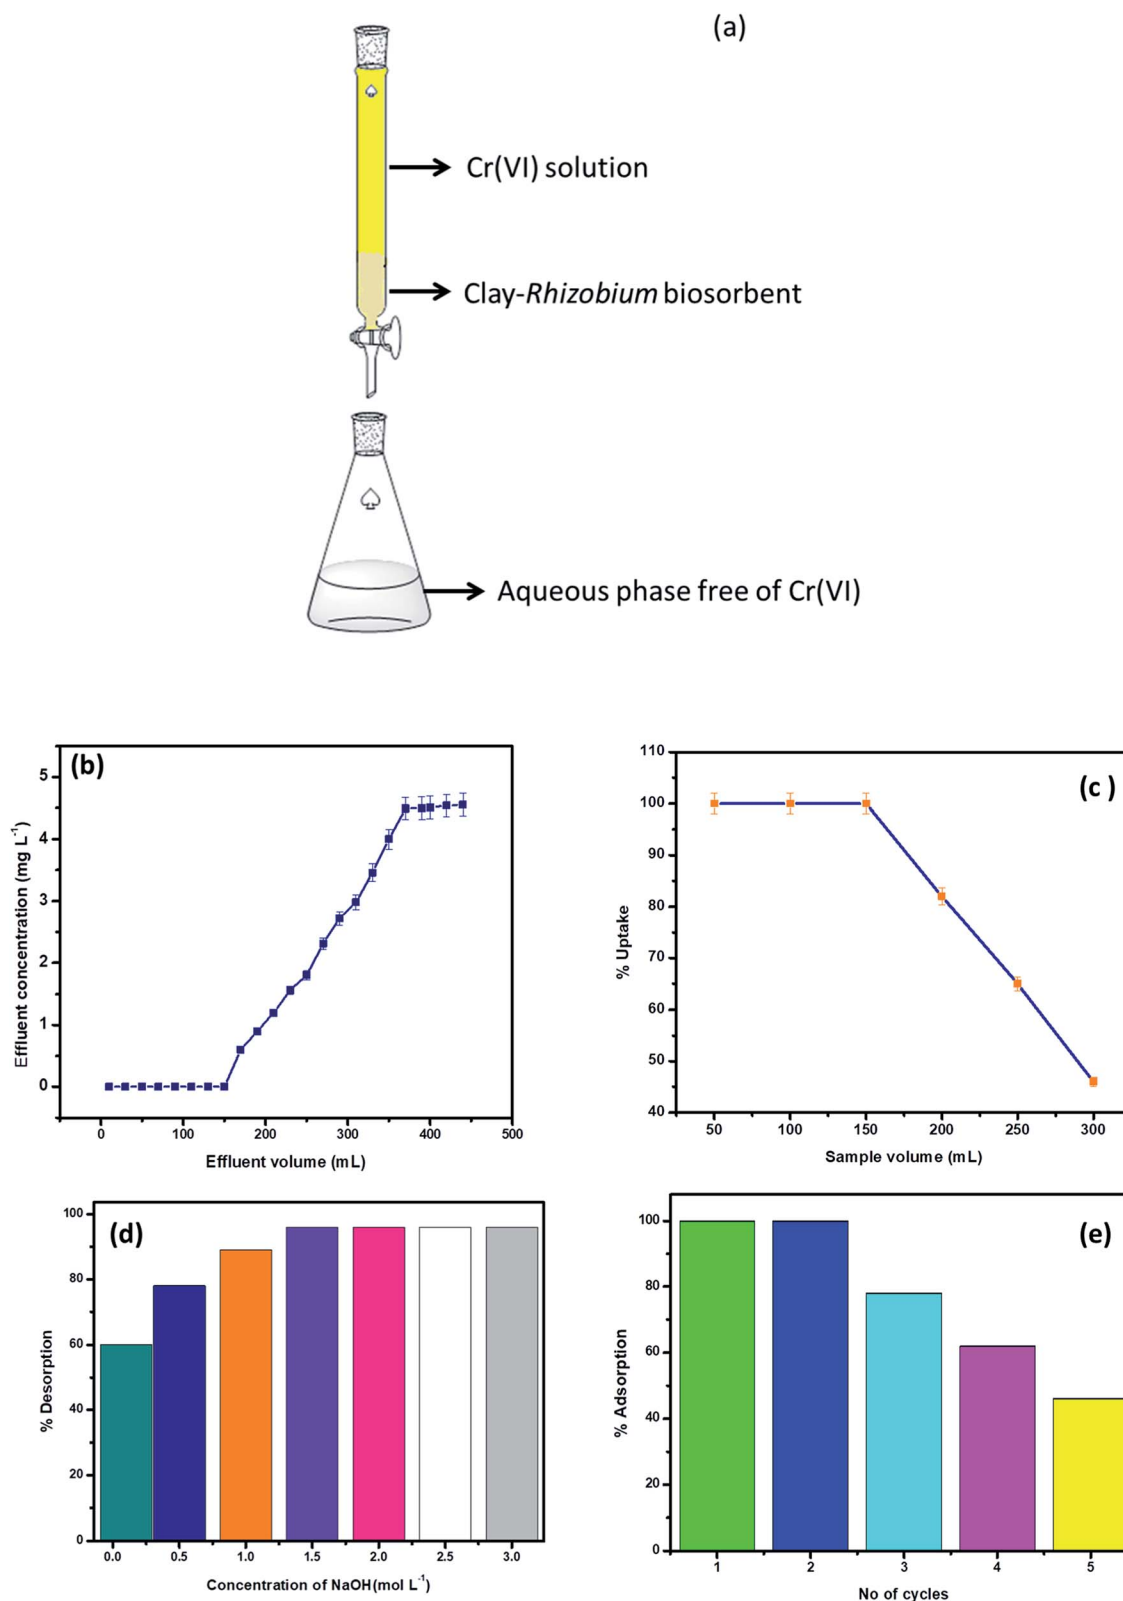 (a)
Cr(VI) solution
Clay-Rhizobium biosorbent
Aqueous phase free of Cr(VI)
(b)
Effluent concentration (mg L⁻¹)
5
4
3
2
1
0
0 100 200 300 400 500
Effluent volume (mL)
(c )
% Uptake
110
100
90
80
70
60
50
40
50 100 150 200 250 300
Sample volume (mL)
(d)
% Desorption
100
80
60
40
20
0
0.0 0.5 1.0 1.5 2.0 2.5 3.0
Concentration of NaOH(mol L⁻¹)
(e)
% Adsorption
100
80
60
40
20
0
1 2 3 4 5
No of cycles